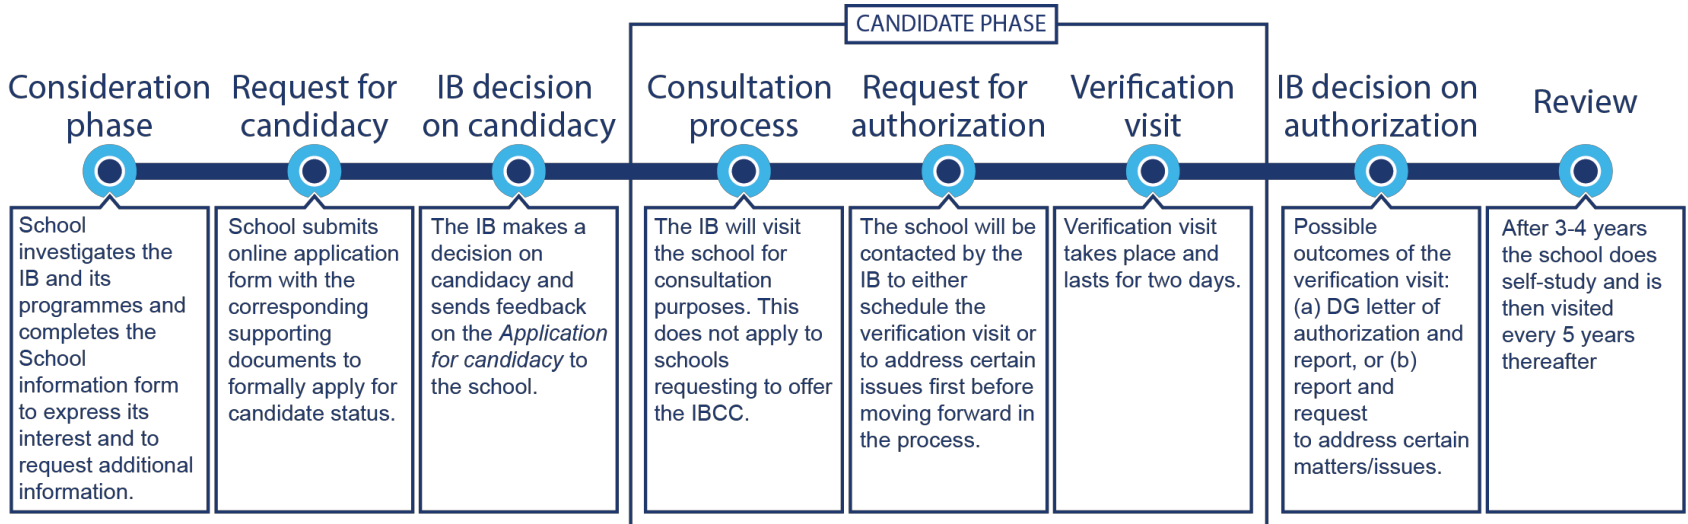 CANDIDATE PHASE
Consideration
phase
School
investigates the
IB and its
programmes and
completes the
School
information form
to express its
interest and to
request additional
information.
Request for
candidacy
School submits
online application
form with the
corresponding
supporting
documents to
formally apply for
candidate status.
IB decision
on candidacy
The IB makes a
decision on
candidacy and
sends feedback
on the Application
for candidacy to
the school.
Consultation
process
The IB will visit
the school for
consultation
purposes. This
does not apply to
schools
requesting to offer
the IBCC.
Request for
authorization
The school will be
contacted by the
IB to either
schedule the
verification visit or
to address certain
issues first before
moving forward in
the process.
Verification
visit
Verification visit
takes place and
lasts for two days.
IB decision on
authorization
Possible
outcomes of the
verification visit:
(a) DG letter of
authorization and
report, or (b)
report and
request
to address certain
matters/issues.
Review
After 3-4 years
the school does
self-study and is
then visited
every 5 years
thereafter